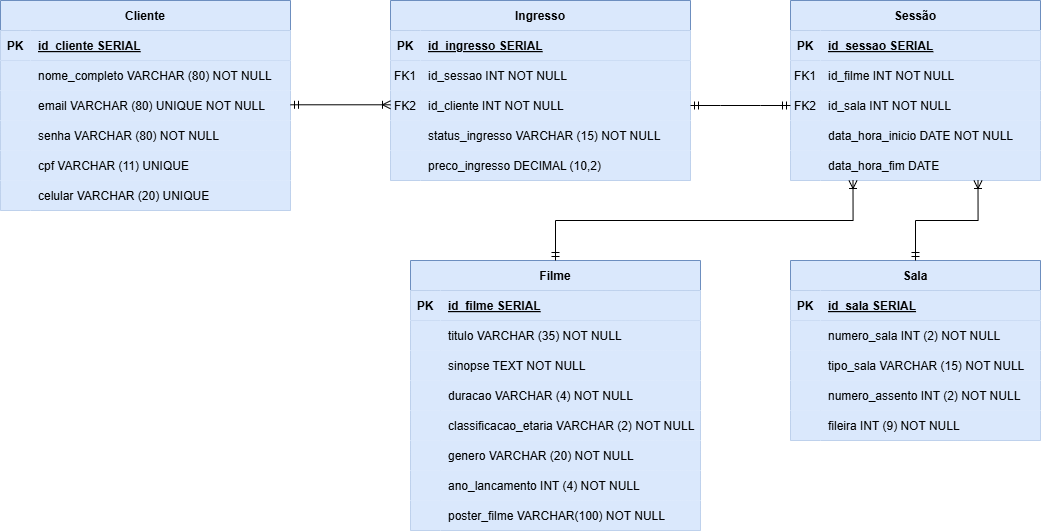 Cliente
PK id_cliente SERIAL
nome_completo VARCHAR (80) NOT NULL
email VARCHAR (80) UNIQUE NOT NULL
senha VARCHAR (80) NOT NULL
cpf VARCHAR (11) UNIQUE
celular VARCHAR (20) UNIQUE
Ingresso
PK id_ingresso SERIAL
FK1 id_sessao INT NOT NULL
FK2 id_cliente INT NOT NULL
status_ingresso VARCHAR (15) NOT NULL
preco_ingresso DECIMAL (10,2)
Sessão
PK id_sessao SERIAL
FK1 id_filme INT NOT NULL
FK2 id_sala INT NOT NULL
data_hora_inicio DATE NOT NULL
data_hora_fim DATE
Filme
PK id_filme SERIAL
titulo VARCHAR (35) NOT NULL
sinopse TEXT NOT NULL
duracao VARCHAR (4) NOT NULL
classificacao_etaria VARCHAR (2) NOT NULL
genero VARCHAR (20) NOT NULL
ano_lancamento INT (4) NOT NULL
poster_filme VARCHAR(100) NOT NULL
Sala
PK id_sala SERIAL
numero_sala INT (2) NOT NULL
tipo_sala VARCHAR (15) NOT NULL
numero_assento INT (2) NOT NULL
fileira INT (9) NOT NULL